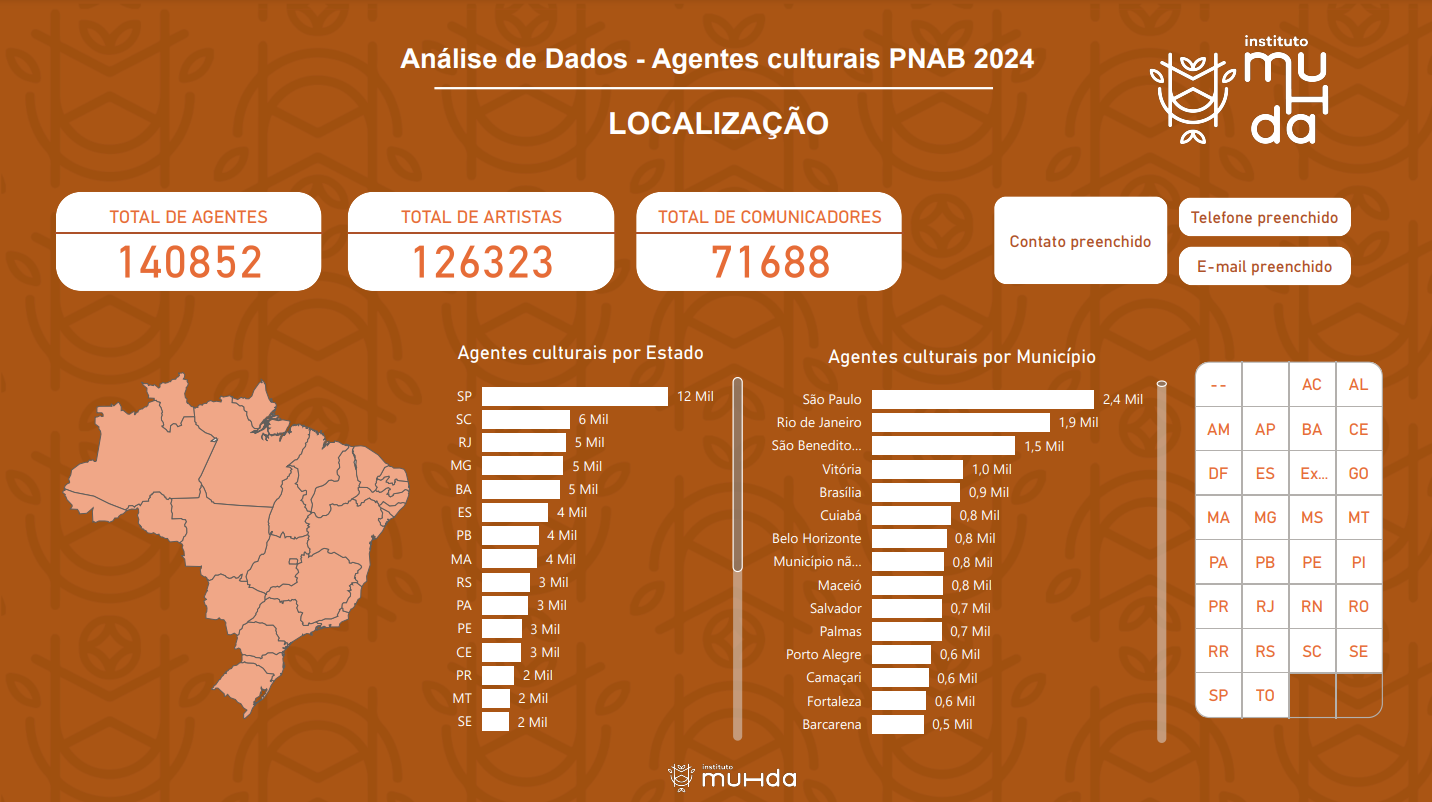 Análise de Dados - Agentes culturais PNAB 2024
LOCALIZAÇÃO
instituto
muHda
TOTAL DE AGENTES
140852
TOTAL DE ARTISTAS
126323
TOTAL DE COMUNICADORES
71688
Contato preenchido
Telefone preenchido
E-mail preenchido
Agentes culturais por Estado
SP 12 Mil
SC 6 Mil
RJ 5 Mil
MG 5 Mil
BA 5 Mil
ES 4 Mil
PB 4 Mil
MA 4 Mil
RS 3 Mil
PA 3 Mil
PE 3 Mil
CE 3 Mil
PR 2 Mil
MT 2 Mil
SE 2 Mil
Agentes culturais por Município
São Paulo 2,4 Mil
Rio de Janeiro 1,9 Mil
São Benedito... 1,5 Mil
Vitória 1,0 Mil
Brasília 0,9 Mil
Cuiabá 0,8 Mil
Belo Horizonte 0,8 Mil
Município nã... 0,8 Mil
Maceió 0,8 Mil
Salvador 0,7 Mil
Palmas 0,7 Mil
Porto Alegre 0,6 Mil
Camaçari 0,6 Mil
Fortaleza 0,6 Mil
Barcarena 0,5 Mil
-- AC AL
AM AP BA CE
DF ES Ex... GO
MA MG MS MT
PA PB PE PI
PR RJ RN RO
RR RS SC SE
SP TO
instituto
muHda